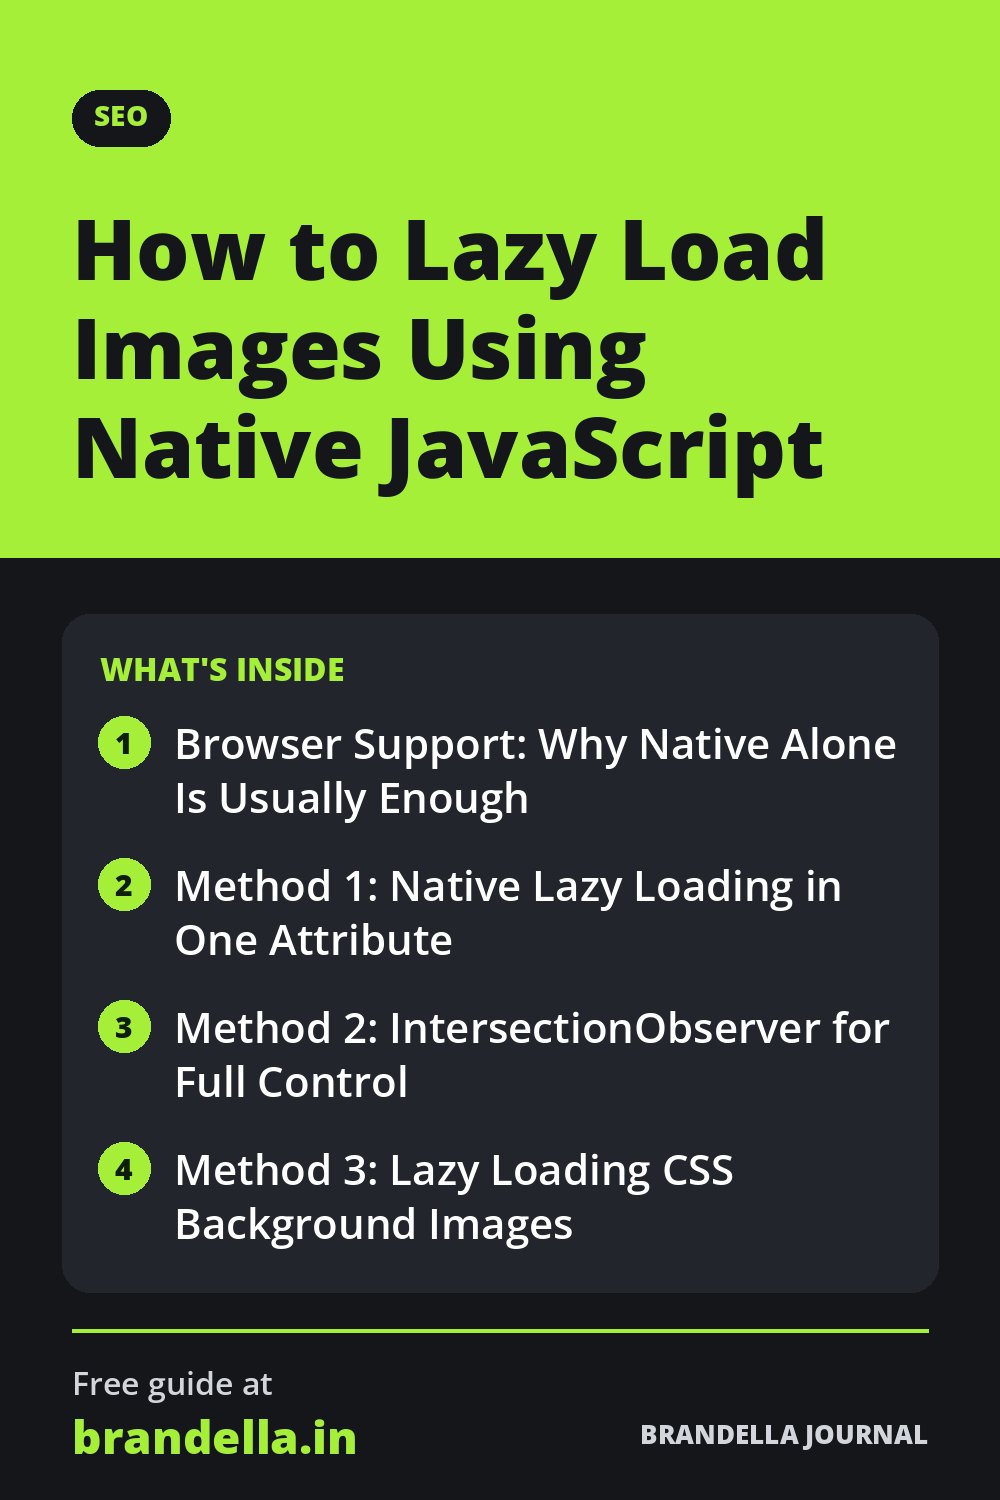 SEO
How to Lazy Load
Images Using
Native JavaScript
WHAT'S INSIDE
1 Browser Support: Why Native Alone
Is Usually Enough
2 Method 1: Native Lazy Loading in
One Attribute
3 Method 2: IntersectionObserver for
Full Control
4 Method 3: Lazy Loading CSS
Background Images
Free guide at
brandella.in
BRANDELLA JOURNAL